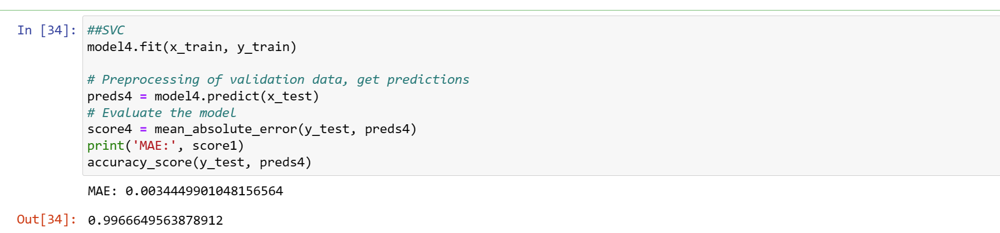 In [34]: ##SVC
model4.fit(x_train, y_train)
# Preprocessing of validation data, get predictions
preds4 = model4.predict(x_test)
# Evaluate the model
score4 = mean_absolute_error(y_test, preds4)
print('MAE:', score1)
accuracy_score(y_test, preds4)
MAE: 0.0034449901048156564
Out[34]: 0.9966649563878912